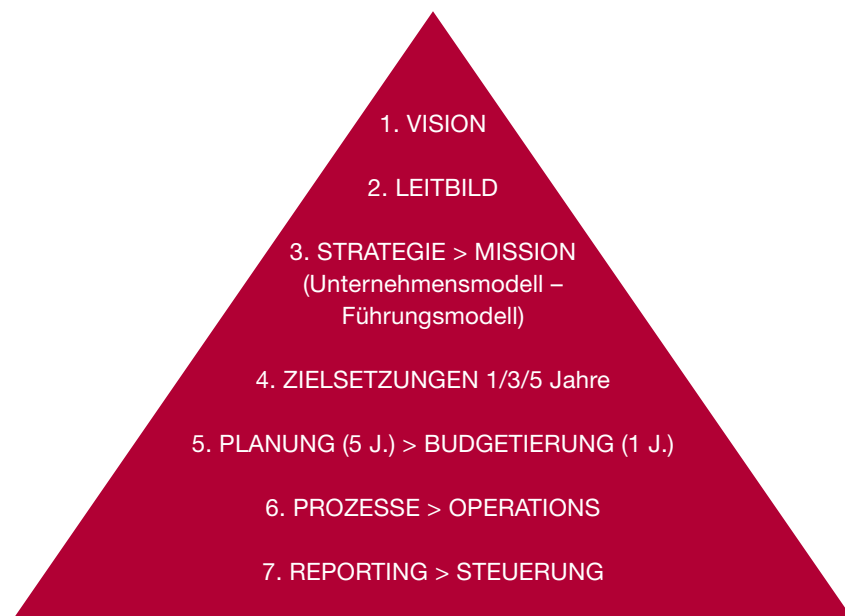 1. VISION
2. LEITBILD
3. STRATEGIE > MISSION
(Unternehmensmodell –
Führungsmodell)
4. ZIELSETZUNGEN 1/3/5 Jahre
5. PLANUNG (5 J.) > BUDGETIERUNG (1 J.)
6. PROZESSE > OPERATIONS
7. REPORTING > STEUERUNG